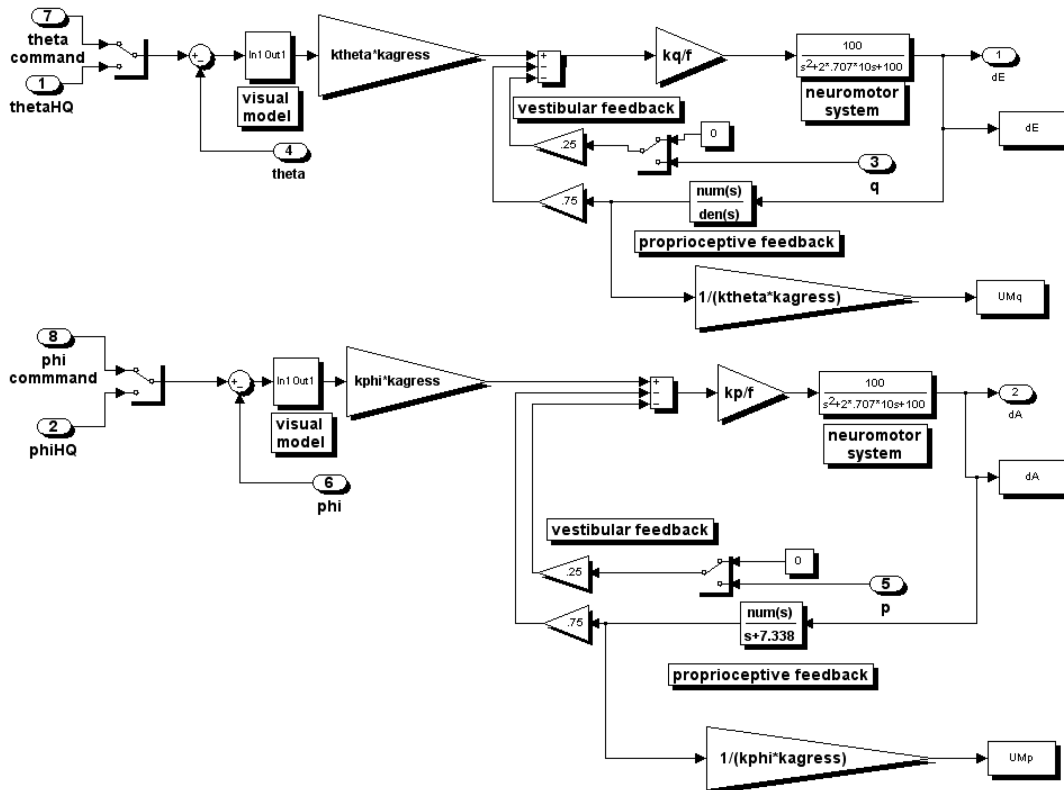 7
theta
command
1
thetaHQ
+
−
In1 Out1
visual
model
4
theta
ktheta*kagress
+
−
−
kq/f
100
s2+2*.707*10s+100
neuromotor
system
1
dE
dE
vestibular feedback
.25
0
3
q
.75
num(s)
den(s)
proprioceptive feedback
1/(ktheta*kagress)
UMq
8
phi
commmand
2
phiHQ
+
−
In1 Out1
visual
model
6
phi
kphi*kagress
+
−
−
kp/f
100
s2+2*.707*10s+100
neuromotor
system
2
dA
dA
vestibular feedback
.25
0
5
p
.75
num(s)
s+7.338
proprioceptive feedback
1/(kphi*kagress)
UMp